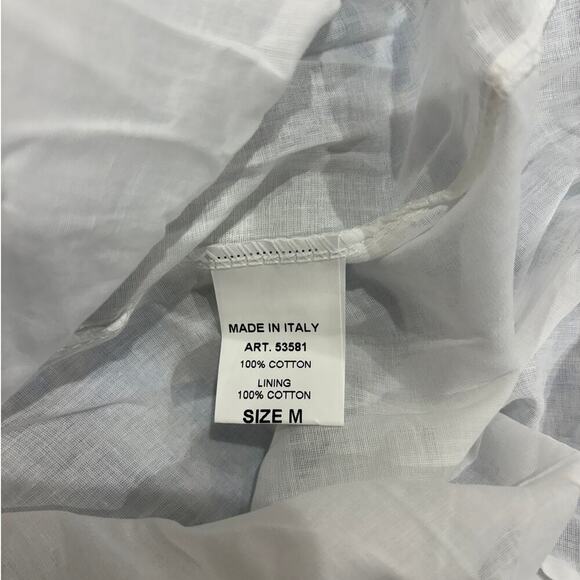 MADE IN ITALY
ART. 53581
100% COTTON
LINING
100% COTTON
SIZE M